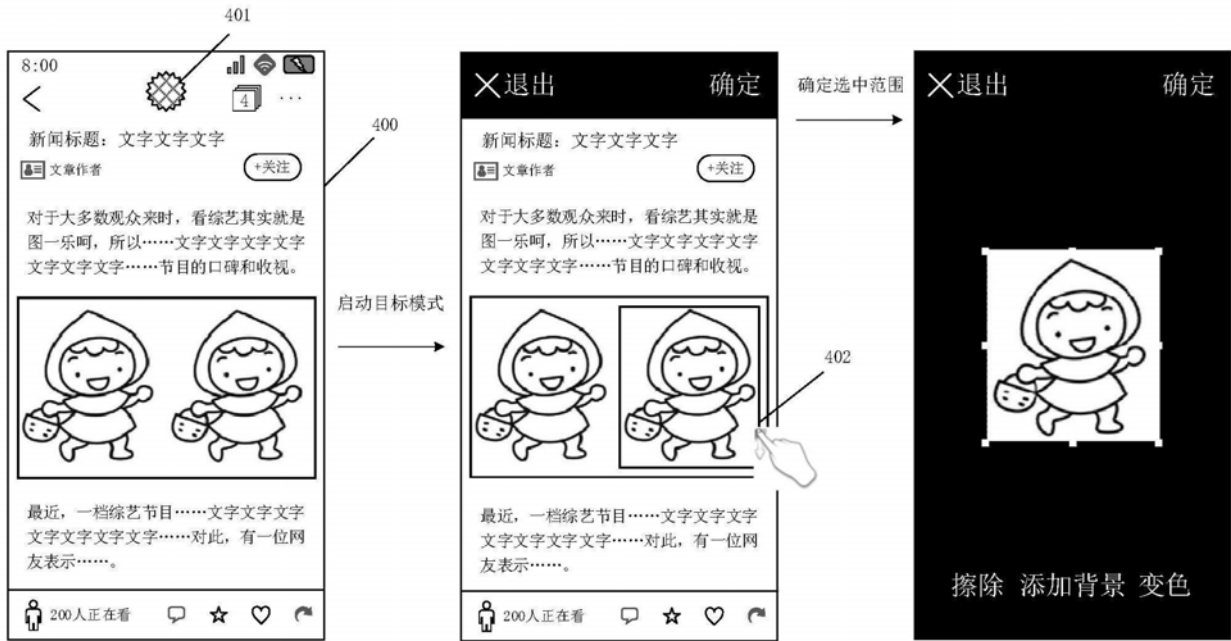 401
8:00
4
...
400
新闻标题：文字文字文字
文章作者
+关注
对于大多数观众来时，看综艺其实就是
图一乐呵，所以……文字文字文字文字
文字文字文字……节目的口碑和收视。
最近，一档综艺节目……文字文字文字
文字文字文字文字……对此，有一位网
友表示……。
200人正在看
启动目标模式
退出 确定
新闻标题：文字文字文字
文章作者
+关注
对于大多数观众来时，看综艺其实就是
图一乐呵，所以……文字文字文字文字
文字文字文字……节目的口碑和收视。
402
最近，一档综艺节目……文字文字文字
文字文字文字文字……对此，有一位网
友表示……。
200人正在看
确定选中范围
退出 确定
擦除 添加背景 变色